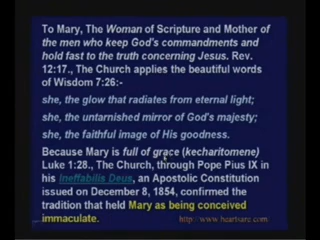 To Mary, The Woman of Scripture and Mother of
the men who keep God's commandments and
hold fast to the truth concerning Jesus. Rev.
12:17., The Church applies the beautiful words
of Wisdom 7:26:-
she, the glow that radiates from eternal light;
she, the untarnished mirror of God's majesty;
she, the faithful image of His goodness.
Because Mary is full of grace (kecharitomene)
Luke 1:28., The Church, through Pope Pius IX in
his Ineffabilis Deus, an Apostolic Constitution
issued on December 8, 1854, confirmed the
tradition that held Mary as being conceived
immaculate.
http://www.heartsare.com